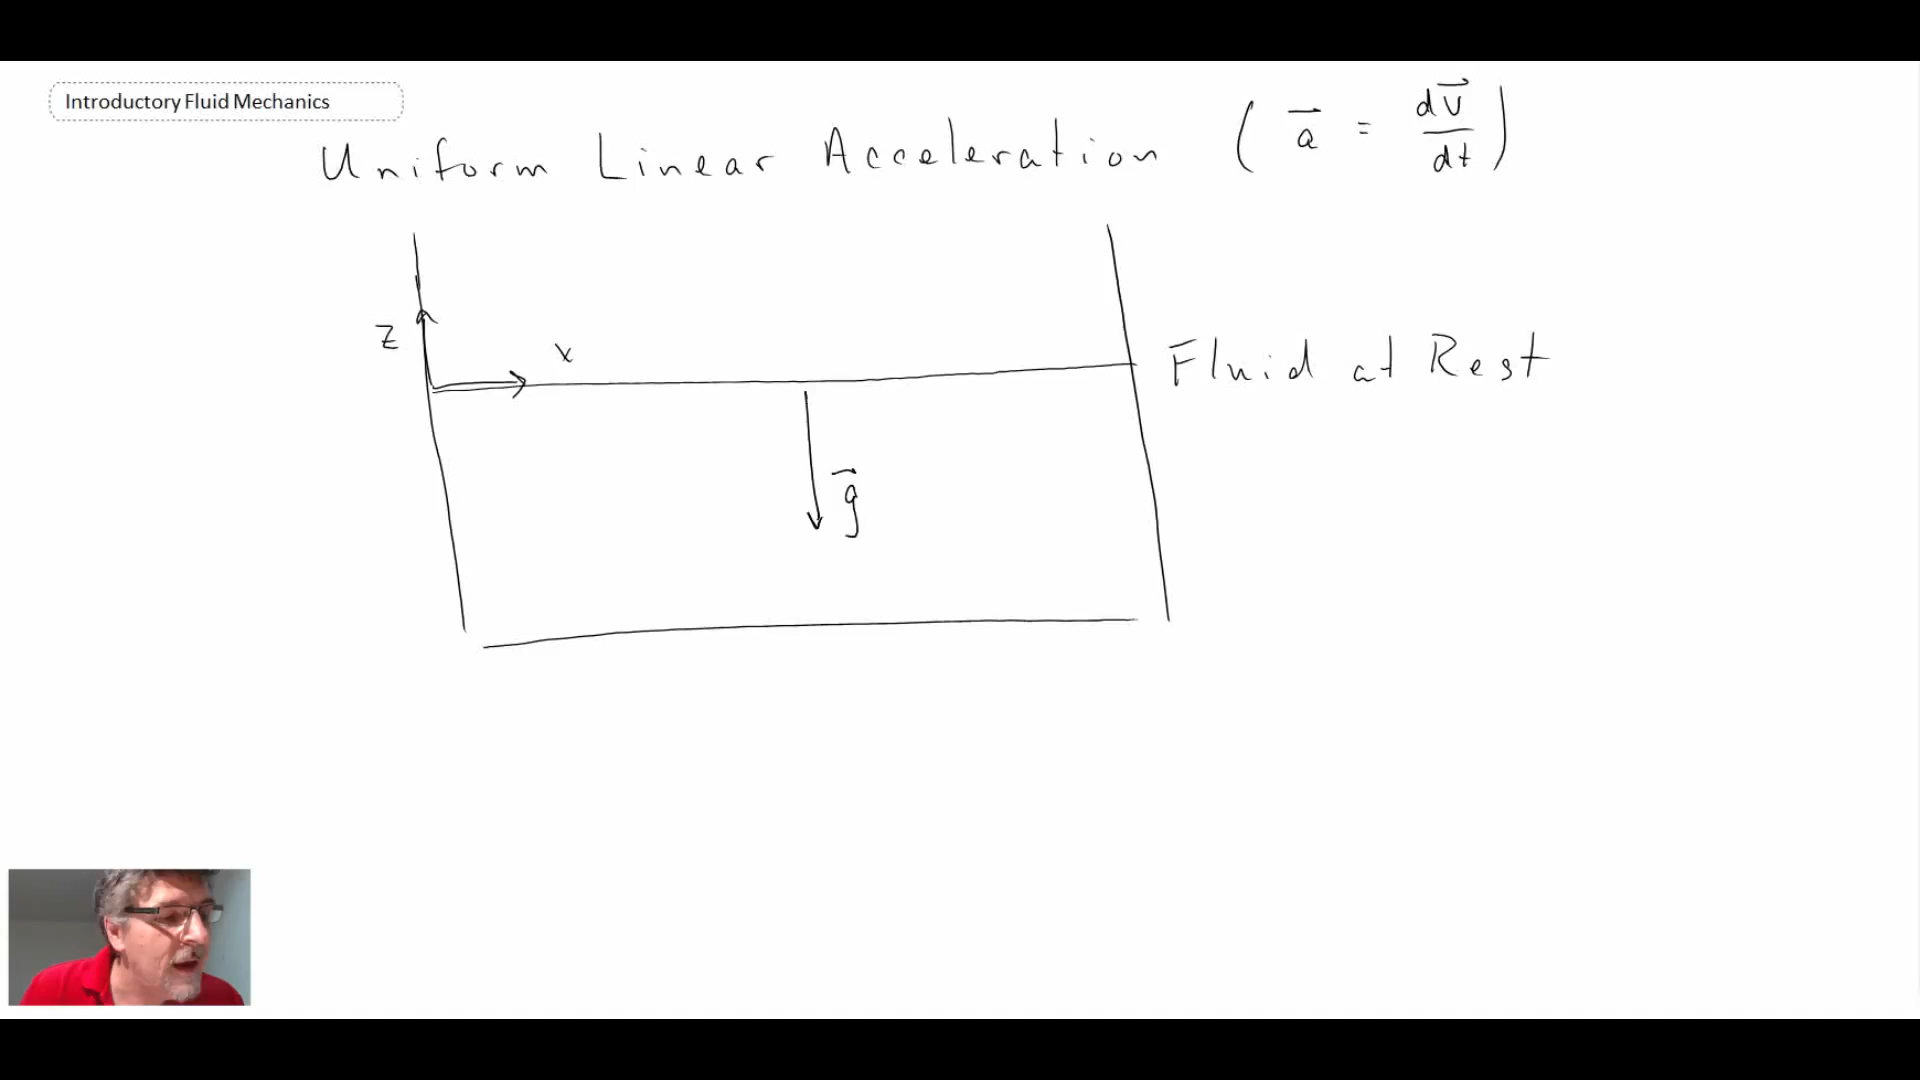 Introductory Fluid Mechanics
Uniform Linear Acceleration ( a⃗ = dv⃗/dt )
z
x
Fluid at Rest
g⃗